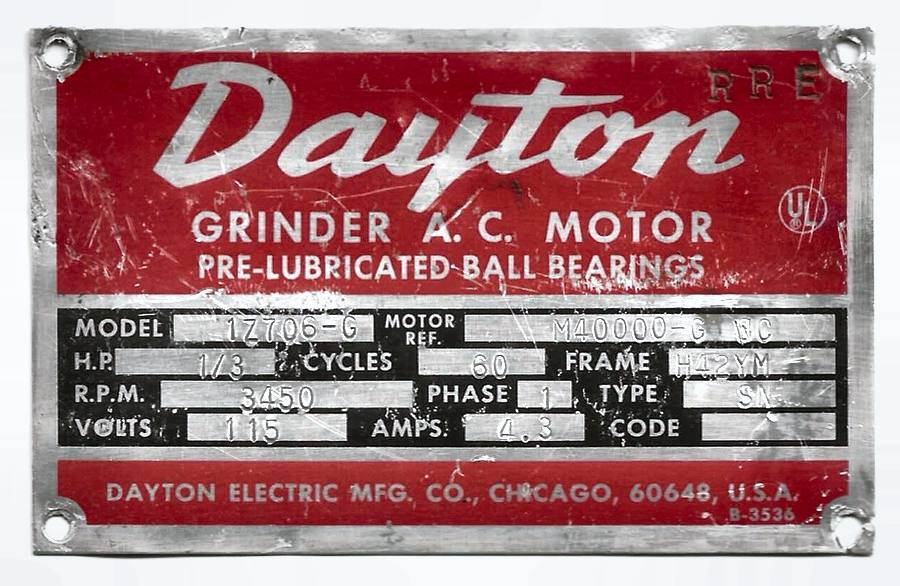 RRE
Dayton
UL
GRINDER A.C. MOTOR
PRE-LUBRICATED BALL BEARINGS
MODEL 1Z706-G MOTOR REF. M40000-G
H.P. 1/3 CYCLES 60 FRAME H42YM
R.P.M. 3450 PHASE 1 TYPE SN
VOLTS 115 AMPS. 4.3 CODE
DAYTON ELECTRIC MFG. CO., CHICAGO, 60648, U.S.A.
B-3536